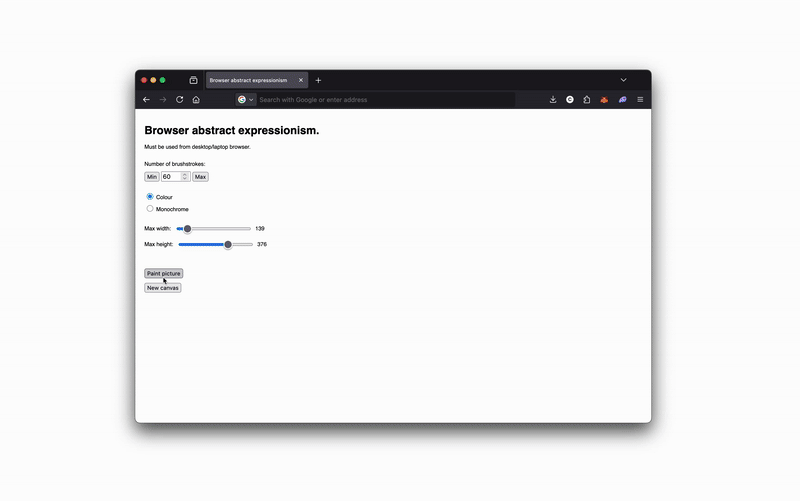 Browser abstract expressionism
Search with Google or enter address
Browser abstract expressionism.
Must be used from desktop/laptop browser.
Number of brushstrokes:
Min 60 Max
Colour
Monochrome
Max width: 139
Max height: 376
Paint picture
New canvas